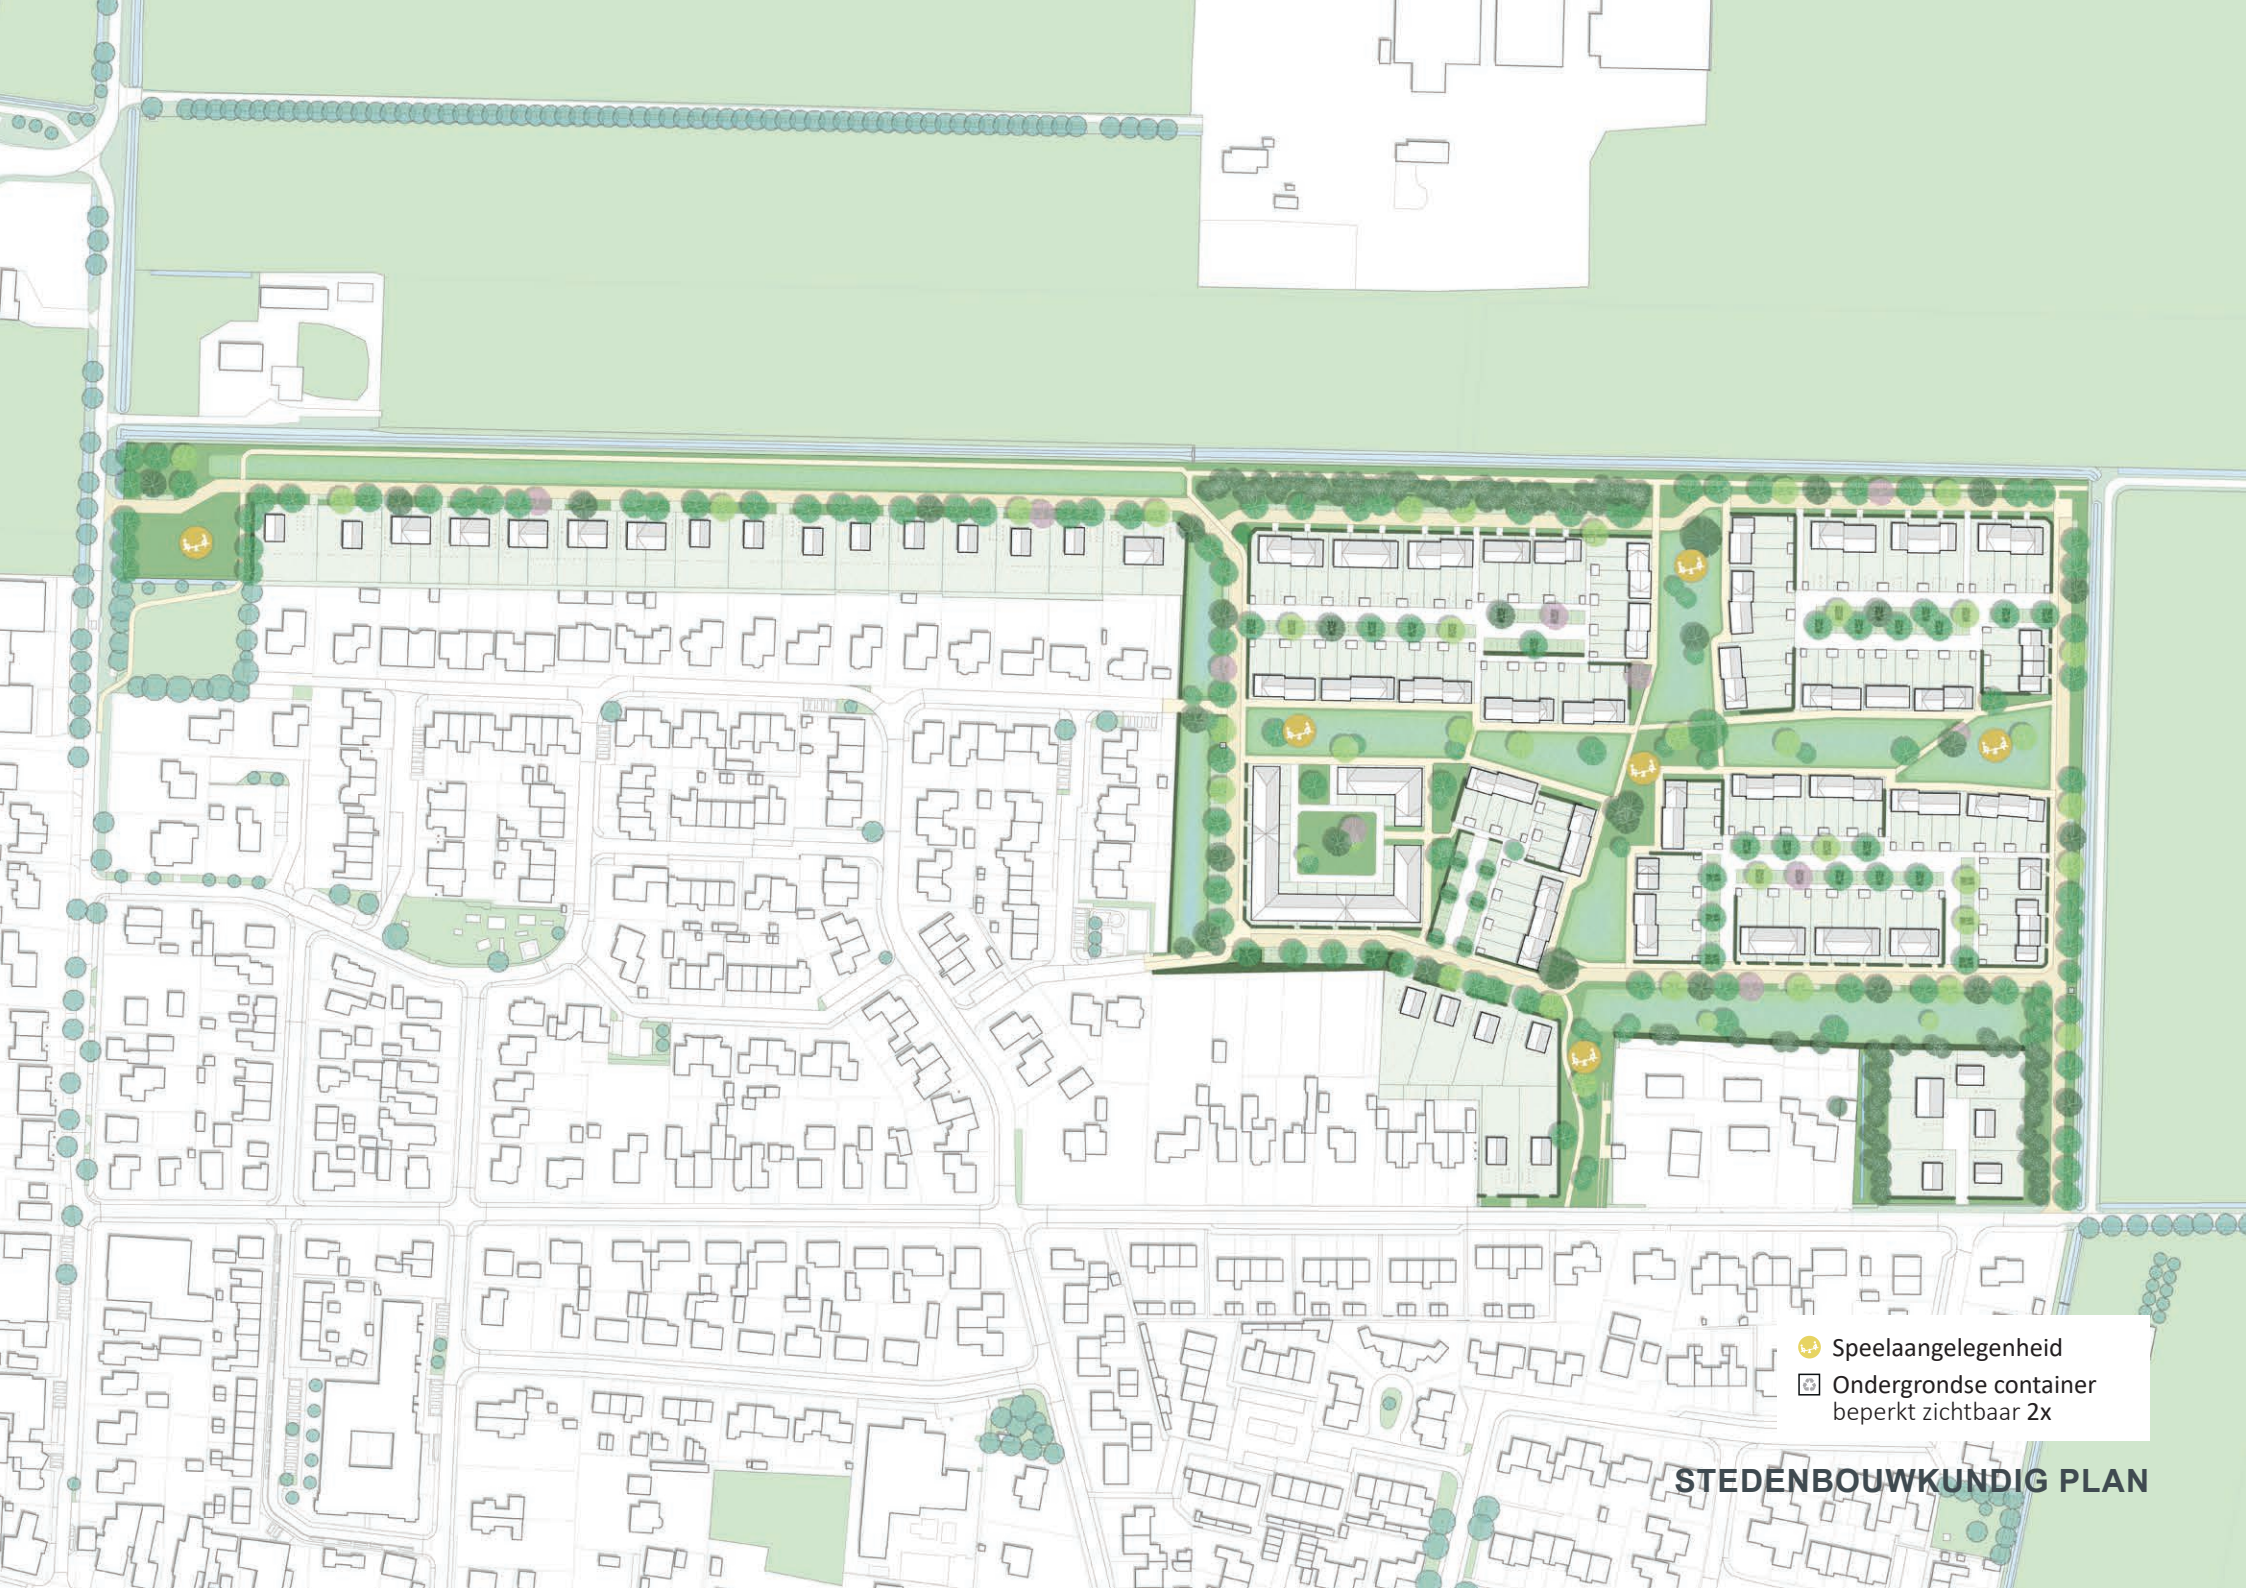 Speelaangelegenheid
Ondergrondse container
beperkt zichtbaar 2x
STEDENBOUWKUNDIG PLAN